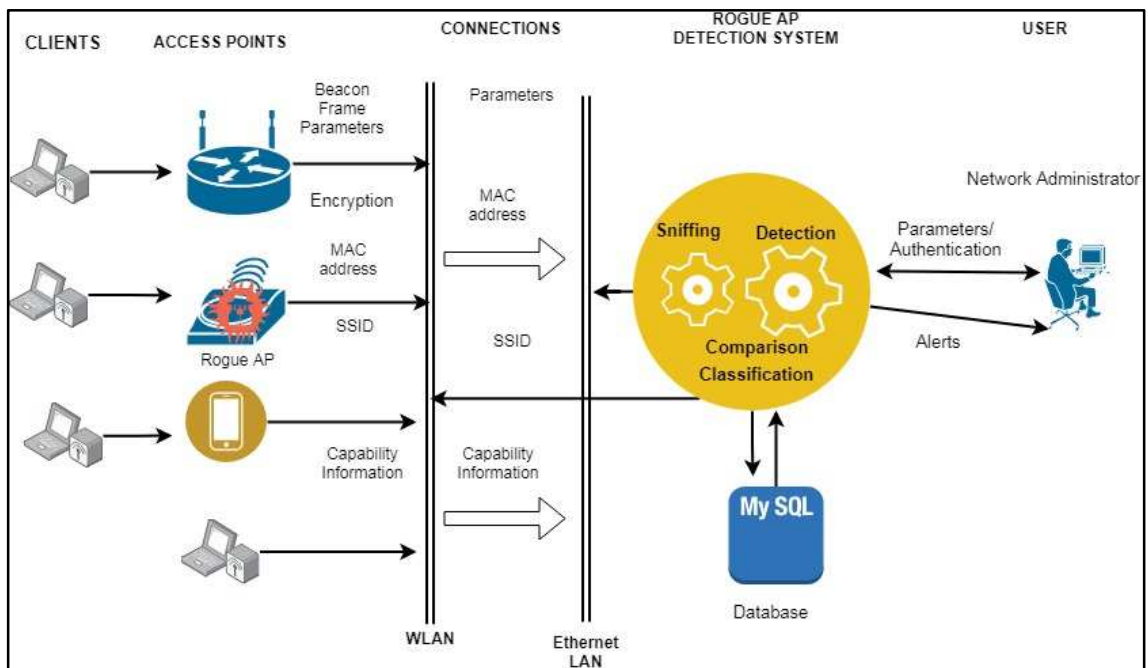 CLIENTS
ACCESS POINTS
CONNECTIONS
ROGUE AP
DETECTION SYSTEM
USER
Beacon
Frame
Parameters
Encryption
MAC
address
SSID
Rogue AP
Capability
Information
WLAN
Parameters
MAC
address
SSID
Capability
Information
Ethernet
LAN
Sniffing
Detection
Comparison
Classification
My SQL
Database
Parameters/
Authentication
Alerts
Network Administrator